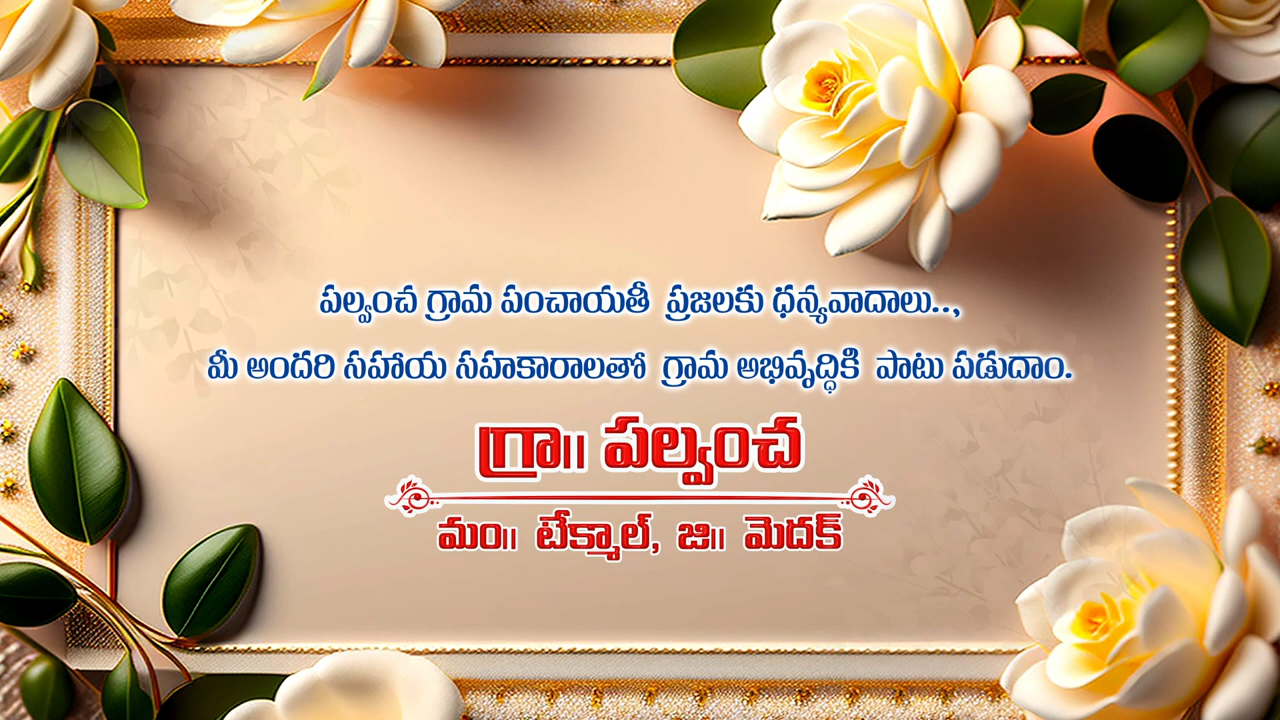 పల్వంచ గ్రామ పంచాయతీ ప్రజలకు ధన్యవాదాలు..,
మీ అందరి సహాయ సహకారాలతో గ్రామ అభివృద్ధికి పాటు పడుదాం.
గ్రా॥ పల్వంచ
మం॥ టేక్మాల్, జి॥ మెదక్